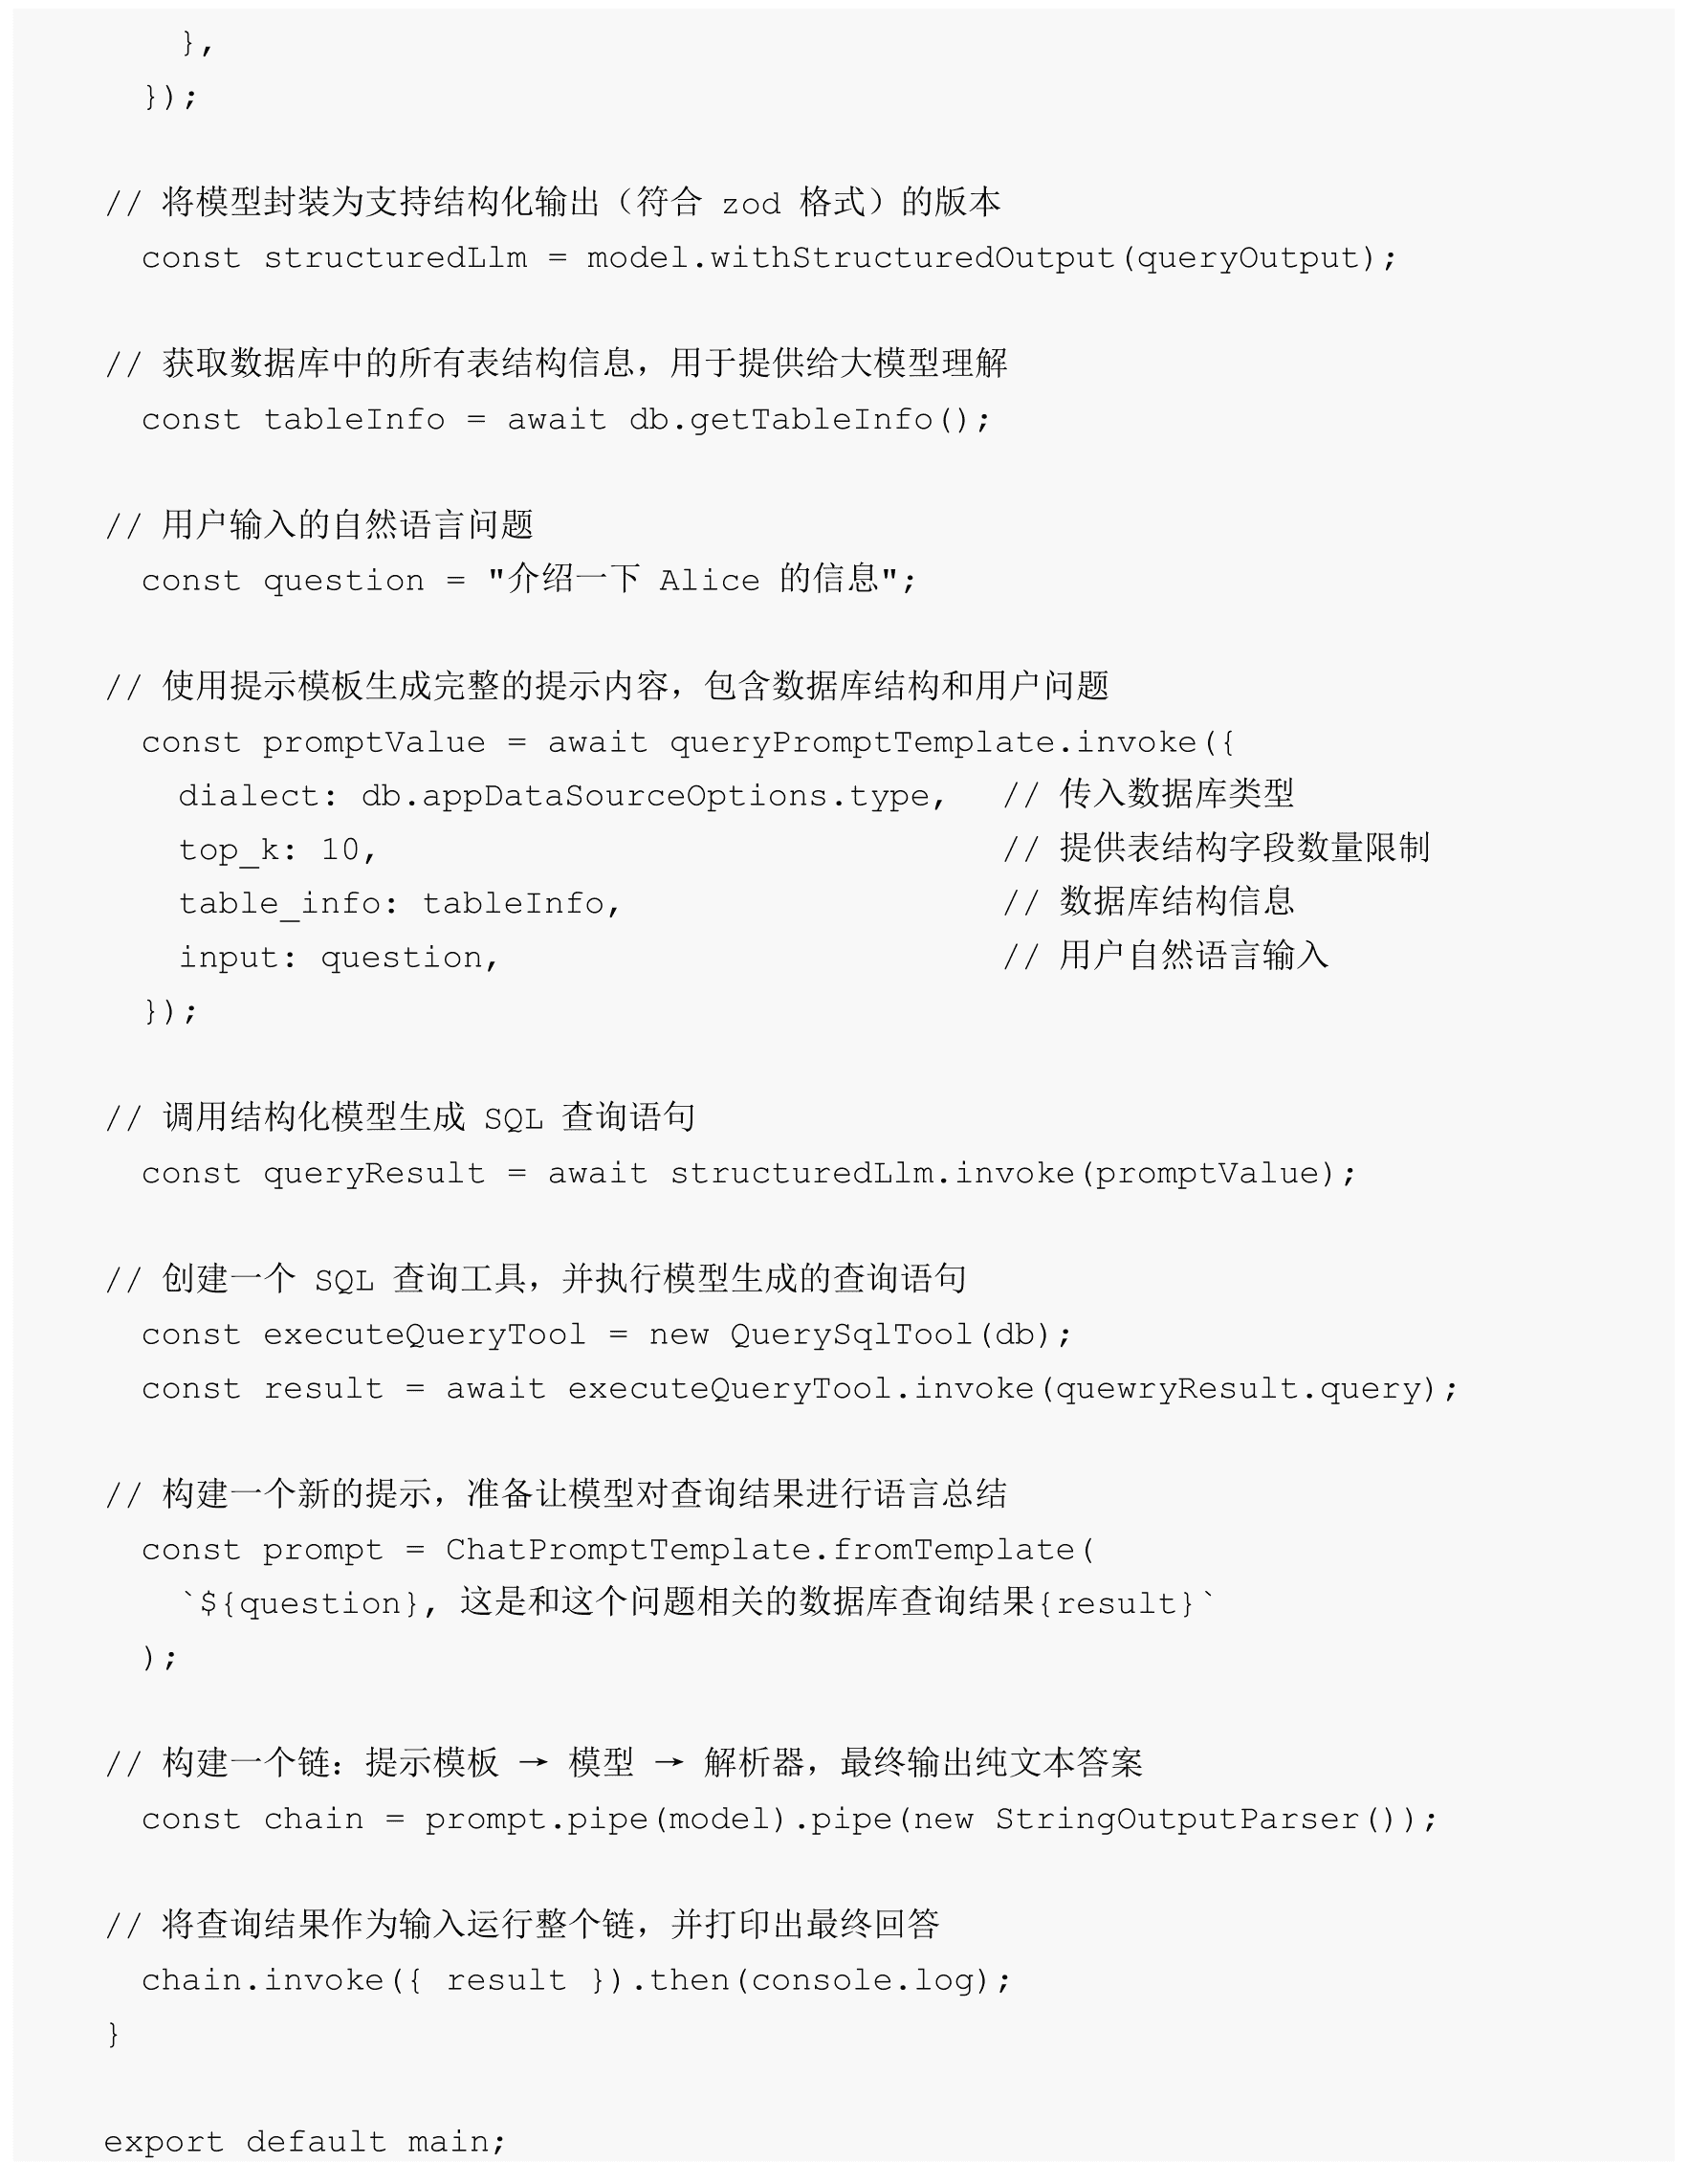 },
  });

// 将模型封装为支持结构化输出（符合 zod 格式）的版本
  const structuredLlm = model.withStructuredOutput(queryOutput);

// 获取数据库中的所有表结构信息，用于提供给大模型理解
  const tableInfo = await db.getTableInfo();

// 用户输入的自然语言问题
  const question = "介绍一下 Alice 的信息";

// 使用提示模板生成完整的提示内容，包含数据库结构和用户问题
  const promptValue = await queryPromptTemplate.invoke({
    dialect: db.appDataSourceOptions.type,   // 传入数据库类型
    top_k: 10,                               // 提供表结构字段数量限制
    table_info: tableInfo,                   // 数据库结构信息
    input: question,                         // 用户自然语言输入
  });

// 调用结构化模型生成 SQL 查询语句
  const queryResult = await structuredLlm.invoke(promptValue);

// 创建一个 SQL 查询工具，并执行模型生成的查询语句
  const executeQueryTool = new QuerySqlTool(db);
  const result = await executeQueryTool.invoke(quewryResult.query);

// 构建一个新的提示，准备让模型对查询结果进行语言总结
  const prompt = ChatPromptTemplate.fromTemplate(
    `${question}, 这是和这个问题相关的数据库查询结果{result}`
  );

// 构建一个链：提示模板 → 模型 → 解析器，最终输出纯文本答案
  const chain = prompt.pipe(model).pipe(new StringOutputParser());

// 将查询结果作为输入运行整个链，并打印出最终回答
  chain.invoke({ result }).then(console.log);
}

export default main;